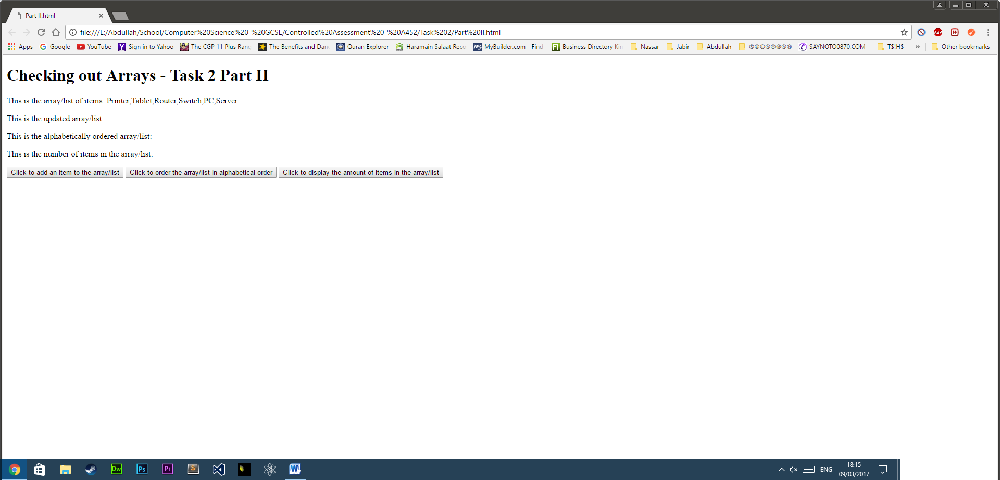 Part II.html
file:///E:/Abdullah/School/Computer%20Science%20-%20GCSE/Controlled%20Assessment%20-%20A452/Task%202/Part%20II.html
ABP
Apps Google YouTube Sign in to Yahoo The CGP 11 Plus Rang The Benefits and Dang Quran Explorer Haramain Salaat Reco my MyBuilder.com - Find Fi Business Directory Kin Nassar Jabir Abdullah ⓈⓊⓁⒶⓎⓂⒶⓃ SAYNOTO0870.COM - T$!H$ » Other bookmarks
Checking out Arrays - Task 2 Part II
This is the array/list of items: Printer,Tablet,Router,Switch,PC,Server
This is the updated array/list:
This is the alphabetically ordered array/list:
This is the number of items in the array/list:
Click to add an item to the array/list Click to order the array/list in alphabetical order Click to display the amount of items in the array/list
Dw Ps Pr S W ENG 18:15
09/03/2017